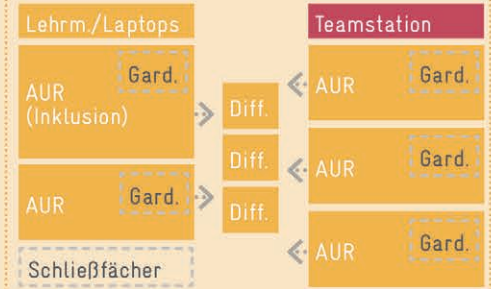 Lehrm./Laptops
Gard.
AUR
(Inklusion)
Gard.
AUR
Schließfächer
Diff.
Diff.
Diff.
Teamstation
Gard.
AUR
Gard.
AUR
Gard.
AUR